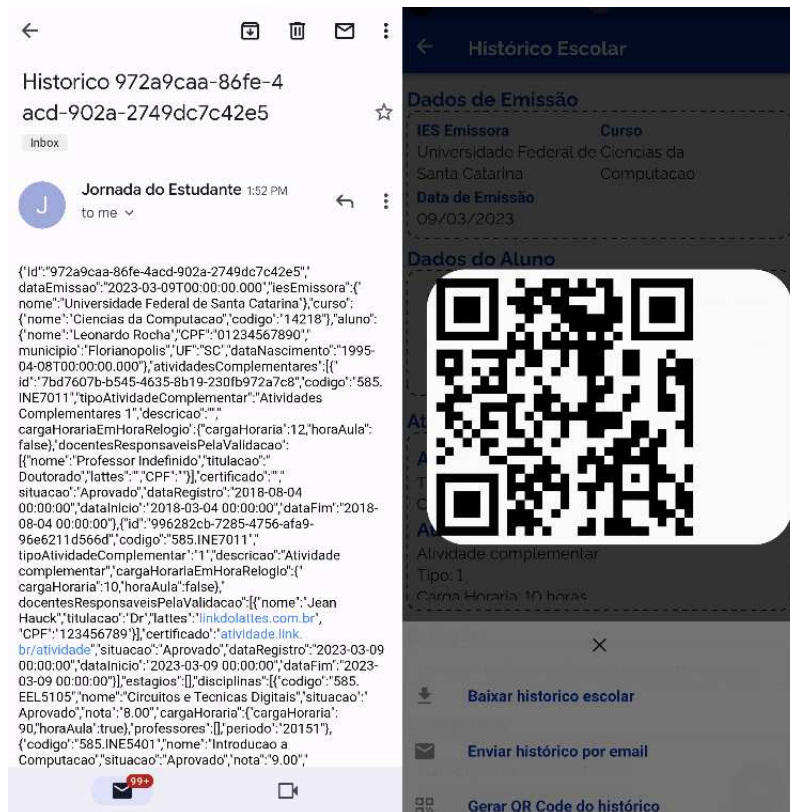 Historico 972a9caa-86fe-4
acd-902a-2749dc7c42e5
Inbox
J
Jornada do Estudante 1:52 PM
to me
{"Id":"972a9caa-86fe-4acd-902a-2749dc7c42e5","
dataEmissao":"2023-03-09T00:00:00.000","iesEmissora":{"
nome":"Universidade Federal de Santa Catarina"},"curso":
{"nome":"Ciencias da Computacao","codigo":"14218"},"aluno":
{"nome":"Leonardo Rocha","CPF":"01234567890","
municipio":"Florianopolis","UF":"SC","dataNascimento":"1995-
04-08T00:00:00.000"},"atividadesComplementares":[{"
id":"7bd7607b-b545-4635-8b19-230fb972a7c8","codigo":"585.
INE7011","tipoAtividadeComplementar":"Atividades
Complementares 1","descricao":"","
cargaHorariaEmHoraRelogio":{"cargaHoraria":12,"horaAula":
false},"docentesResponsaveisPelaValidacao":
[{"nome":"Professor Indefinido","titulacao":"
Doutorado","lattes":"","CPF":""}],"certificado":"","
situacao":"Aprovado","dataRegistro":"2018-08-04
00:00:00","dataInicio":"2018-03-04 00:00:00","dataFim":"2018-
08-04 00:00:00"},{"id":"996282cb-7285-4756-afa9-
96e6211d566d","codigo":"585.INE7011","
tipoAtividadeComplementar":"1","descricao":"Atividade
complementar","cargaHorariaEmHoraRelogio":{"
cargaHoraria":10,"horaAula":false},"
docentesResponsaveisPelaValidacao":[{"nome":"Jean
Hauck","titulacao":"Dr","lattes":"linkdolattes.com.br",
"CPF":"123456789"}],"certificado":"atividade.link.
br/atividade","situacao":"Aprovado","dataRegistro":"2023-03-09
00:00:00","dataInicio":"2023-03-09 00:00:00","dataFim":"2023-
03-09 00:00:00"}],"estagios":[],"disciplinas":[{"codigo":"585.
EEL5105","nome":"Circuitos e Tecnicas Digitais","situacao":"
Aprovado","nota":"8.00","cargaHoraria":{"cargaHoraria":
90,"horaAula":true},"professores":[],"periodo":"20151"},
{"codigo":"585.INE5401","nome":"Introducao a
Computacao","situacao":"Aprovado","nota":"9.00","
99+
Histórico Escolar
Dados de Emissão
IES Emissora
Universidade Federal de
Santa Catarina
Curso
Ciencias da
Computacao
Data de Emissão
09/03/2023
Dados do Aluno
Atividade complementar
Tipo: 1
Carga Horaria: 10 horas
Baixar historico escolar
Enviar histórico por email
Gerar QR Code do histórico